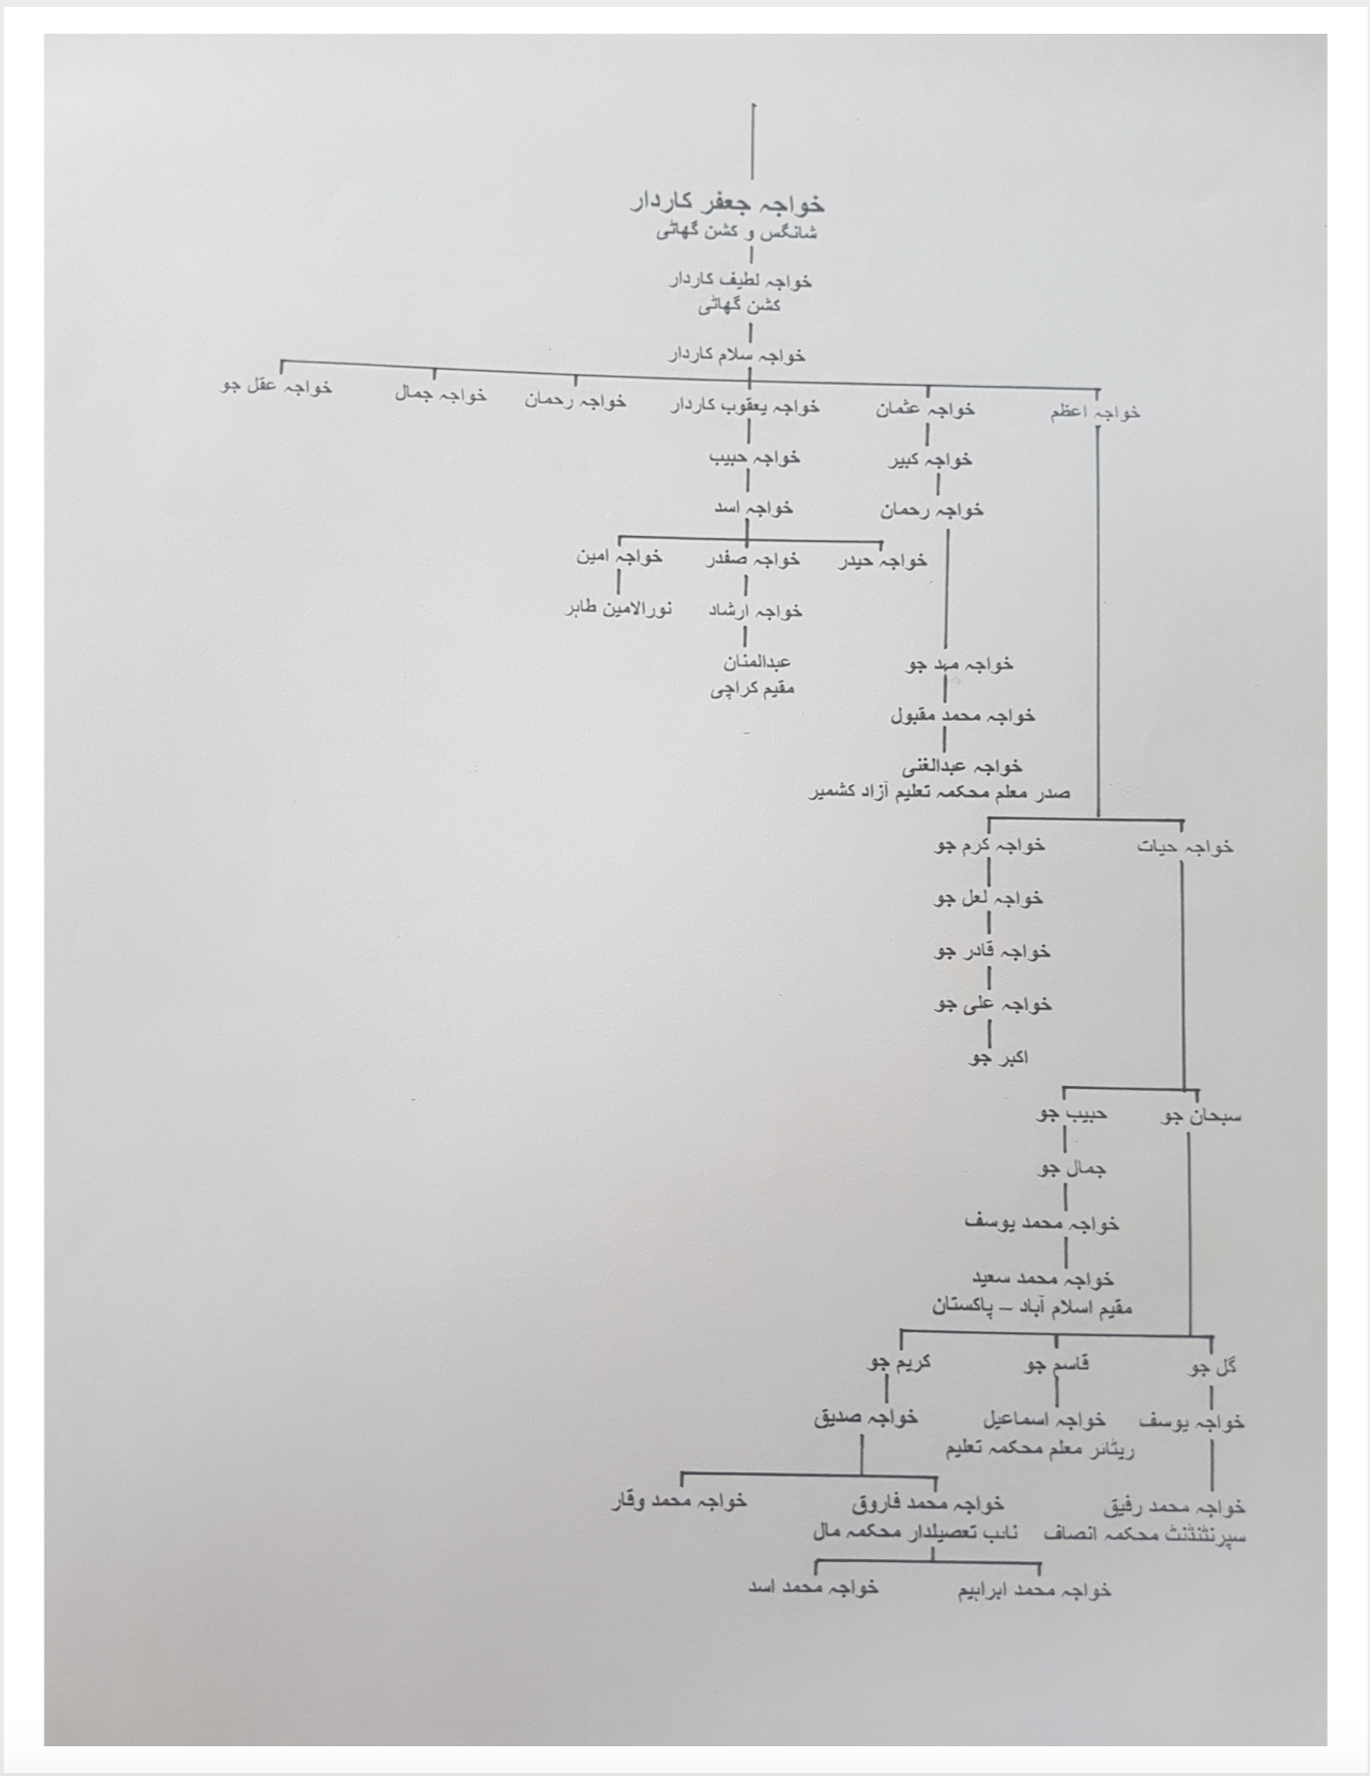 خواجہ جعفر کاردار
شانگس و کشن گھاٹی
خواجہ لطیف کاردار
کشن گھاٹی
خواجہ سلام کاردار
خواجہ اعظم
خواجہ عثمان
خواجہ یعقوب کاردار
خواجہ رحمان
خواجہ جمال
خواجہ عقل جو
خواجہ کبیر
خواجہ حبیب
خواجہ رحمان
خواجہ اسد
خواجہ حیدر
خواجہ صفدر
خواجہ امین
خواجہ ارشاد
نورالامین طاہر
خواجہ مہد جو
عبدالمنان
مقیم کراچی
خواجہ محمد مقبول
خواجہ عبدالغنی
صدر معلم محکمہ تعلیم آزاد کشمیر
خواجہ حیات
خواجہ کرم جو
خواجہ لعل جو
خواجہ قادر جو
خواجہ علی جو
اکبر جو
سبحان جو
حبیب جو
جمال جو
خواجہ محمد یوسف
خواجہ محمد سعید
مقیم اسلام آباد – پاکستان
گل جو
قاسم جو
کریم جو
خواجہ یوسف
خواجہ اسماعیل
خواجہ صدیق
ریٹائر معلم محکمہ تعلیم
خواجہ محمد رفیق
خواجہ محمد فاروق
خواجہ محمد وقار
سپرنٹنڈنٹ محکمہ انصاف
نائب تعصیلدار محکمہ مال
خواجہ محمد ابراہیم
خواجہ محمد اسد